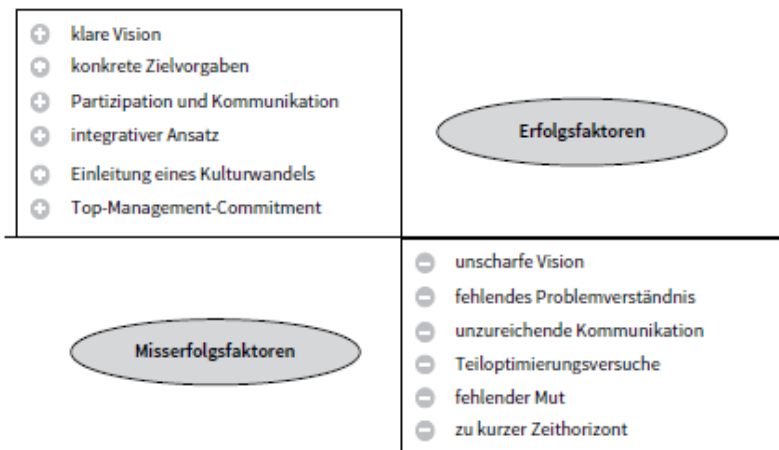 klare Vision
konkrete Zielvorgaben
Partizipation und Kommunikation
integrativer Ansatz
Einleitung eines Kulturwandels
Top-Management-Commitment
Erfolgsfaktoren
Misserfolgsfaktoren
unscharfe Vision
fehlendes Problemverständnis
unzureichende Kommunikation
Teiloptimierungsversuche
fehlender Mut
zu kurzer Zeithorizont